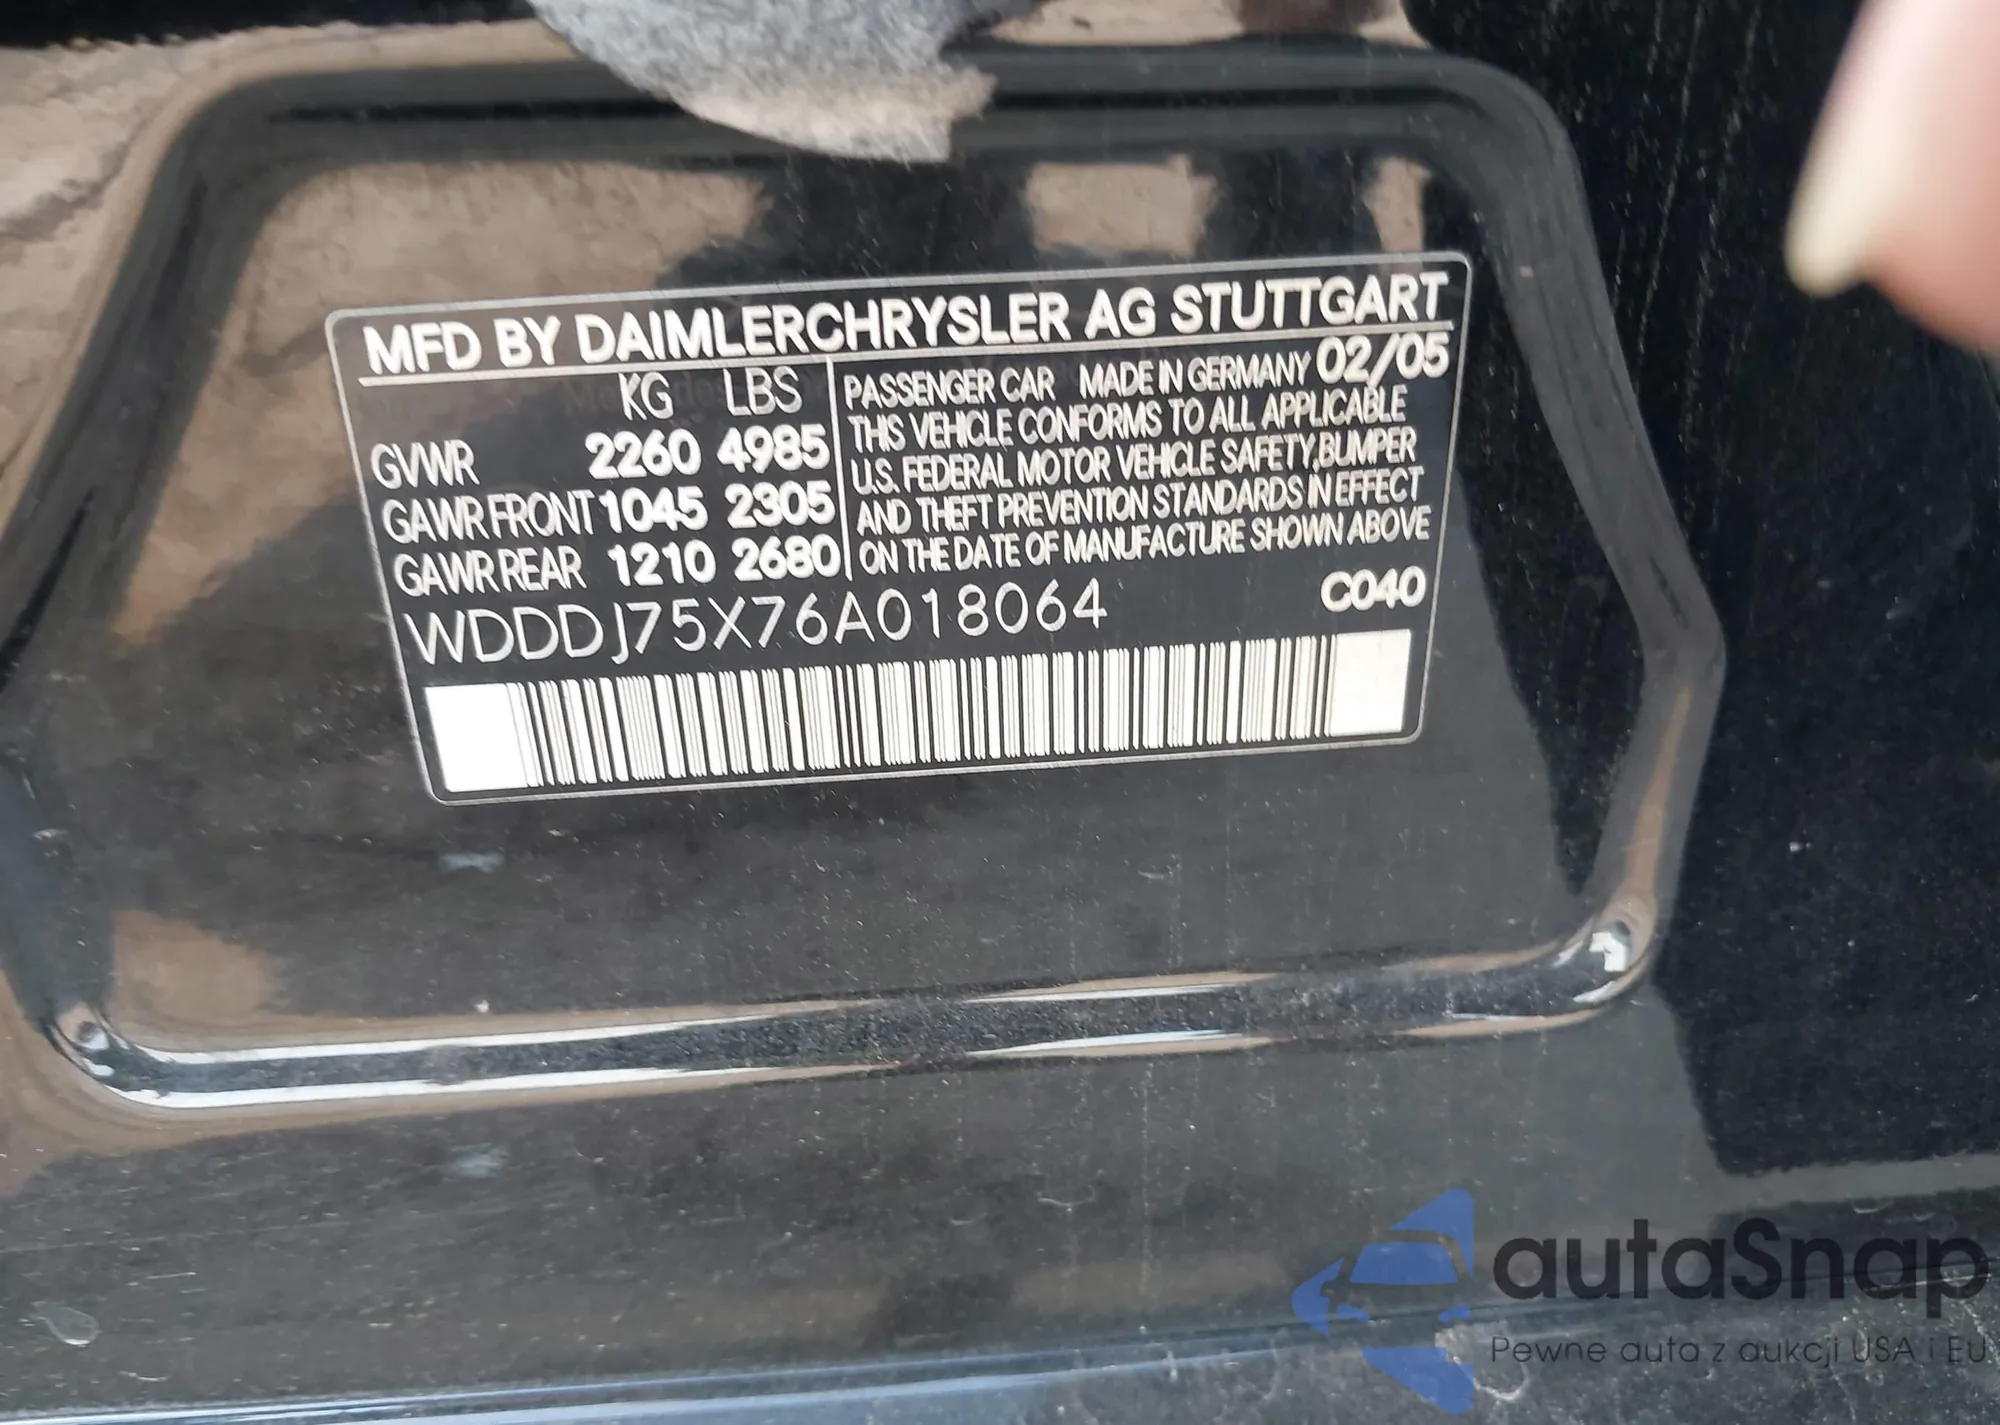 MFD BY DAIMLERCHRYSLER AG STUTTGART
KG LBS
GVWR 2260 4985
GAWR FRONT 1045 2305
GAWR REAR 1210 2680
PASSENGER CAR MADE IN GERMANY 02/05
THIS VEHICLE CONFORMS TO ALL APPLICABLE
U.S. FEDERAL MOTOR VEHICLE SAFETY, BUMPER
AND THEFT PREVENTION STANDARDS IN EFFECT
ON THE DATE OF MANUFACTURE SHOWN ABOVE
WDDDJ75X76A018064 C040
autaSnap
Pewne auta z aukcji USA i EU